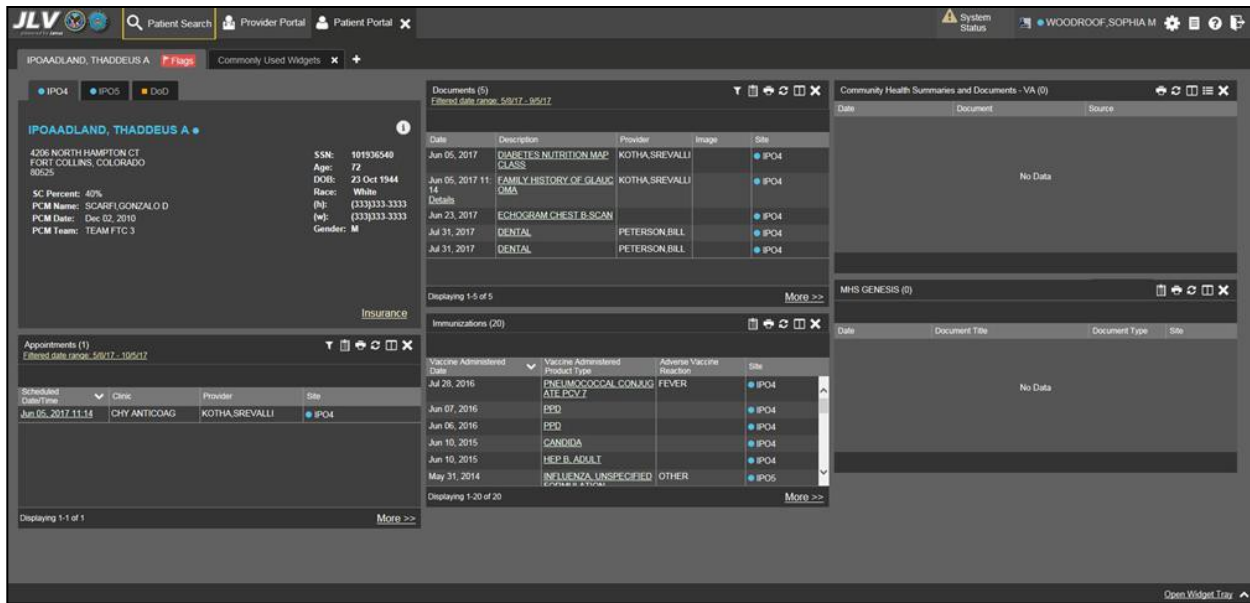 JLV Patient Search Provider Portal Patient Portal System Status WOODROOF,SOPHIA M
IPOAADLAND, THADDEUS A Flags Commonly Used Widgets
IPO4 IPO5 DoD
IPOAADLAND, THADDEUS A
4206 NORTH HAMPTON CT
FORT COLLINS, COLORADO
80525
SC Percent: 40%
PCM Name: SCARFI,GONZALO D
PCM Date: Dec 02, 2010
PCM Team: TEAM FTC 3
SSN: 101936540
Age: 72
DOB: 23 Oct 1944
Race: White
(h): (333)333-3333
(w): (333)333-3333
Gender: M
Insurance
Appointments (1)
Filtered date range: 5/8/17 - 10/5/17
Scheduled Date/Time Clinic Provider Site
Jun 05, 2017 11:14 CHY ANTICOAG KOTHA,SREVALLI IPO4
Displaying 1-1 of 1 More >>
Documents (5)
Filtered date range: 5/9/17 - 9/5/17
Date Description Provider Image Site
Jun 05, 2017 DIABETES NUTRITION MAP KOTHA,SREVALLI IPO4
CLASS
Jun 05, 2017 11: FAMILY HISTORY OF GLAUC KOTHA,SREVALLI IPO4
14 OMA
Details
Jun 23, 2017 ECHOGRAM CHEST B-SCAN IPO4
Jul 31, 2017 DENTAL PETERSON,BILL IPO4
Jul 31, 2017 DENTAL PETERSON,BILL IPO4
Displaying 1-5 of 5 More >>
Immunizations (20)
Vaccine Administered Vaccine Administered Adverse Vaccine
Date Product Type Reaction Site
Jul 28, 2016 PNEUMOCOCCAL CONJUG FEVER IPO4
ATE PCV 7
Jun 07, 2016 PPD IPO4
Jun 06, 2016 PPD IPO4
Jun 10, 2015 CANDIDA IPO4
Jun 10, 2015 HEP B, ADULT IPO4
May 31, 2014 INFLUENZA, UNSPECIFIED OTHER IPO5
FORMULATION
Displaying 1-20 of 20 More >>
Community Health Summaries and Documents - VA (0)
Date Document Source
No Data
MHS GENESIS (0)
Date Document Title Document Type Site
No Data
Open Widget Tray